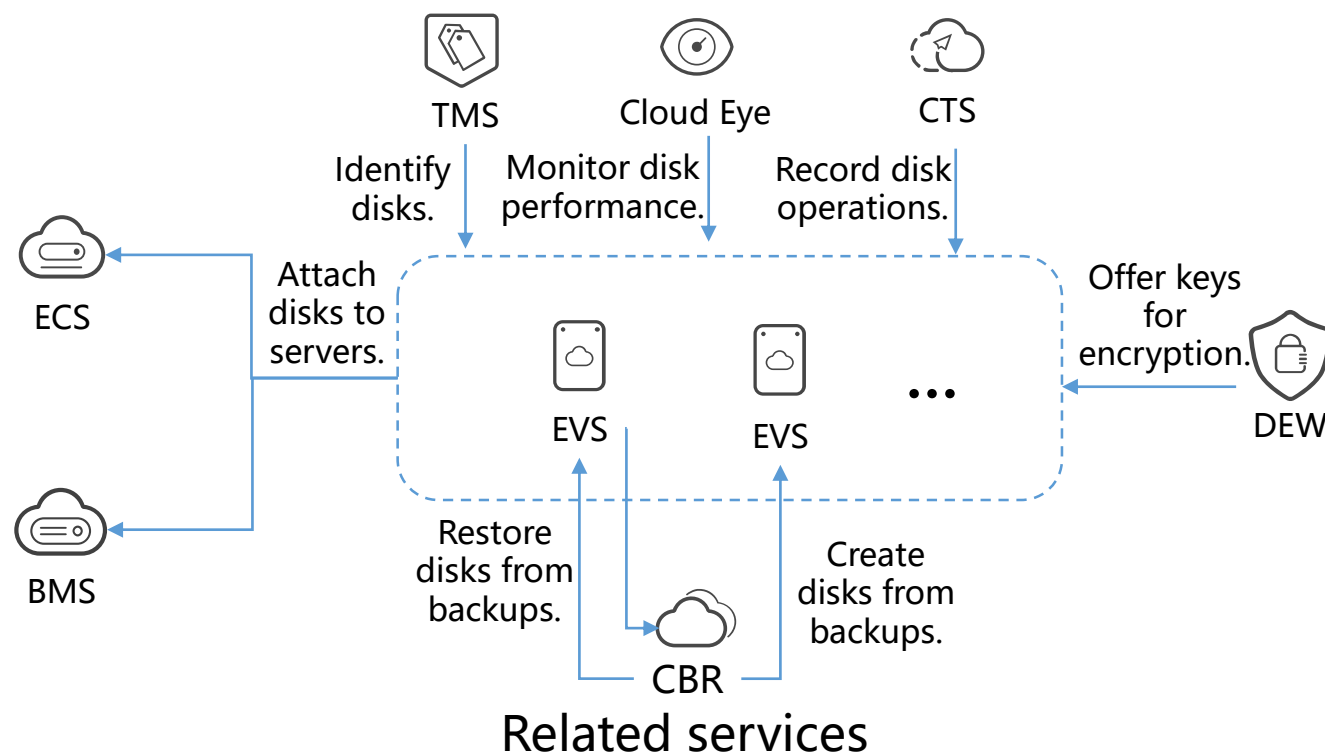 TMS
Cloud Eye
CTS
Identify
disks.
Monitor disk
performance.
Record disk
operations.
ECS
Attach
disks to
servers.
Offer keys
for
encryption.
DEW
EVS
EVS
...
BMS
Restore
disks from
backups.
Create
disks from
backups.
CBR
Related services